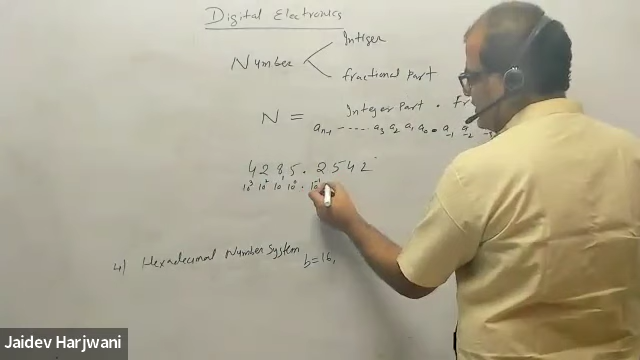 Digital Electronics
Intiger
Number <
fractional part
Integer Part . fr
N =
aₙ₋₁ ---- a₃ a₂ a₁ a₀ . a₋₁ a₋₂
4285.2542
10³ 10² 10¹ 10⁰ . 10⁻¹
4) Hexadecimal Number System b=16,
Jaidev Harjwani